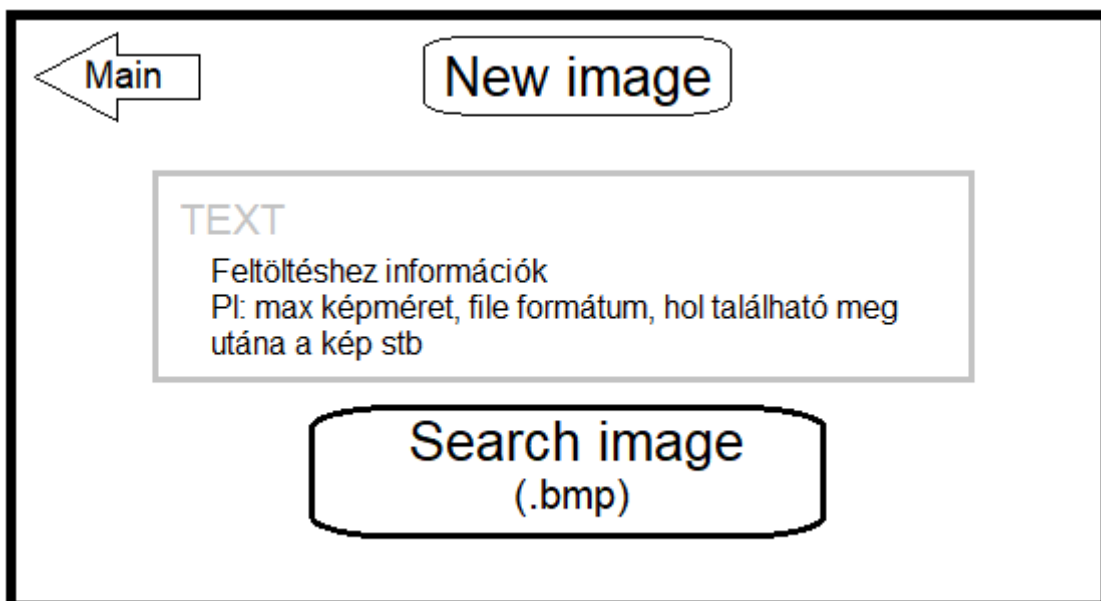 Main
New image
TEXT
Feltöltéshez információk
Pl: max képméret, file formátum, hol található meg
utána a kép stb
Search image
(.bmp)